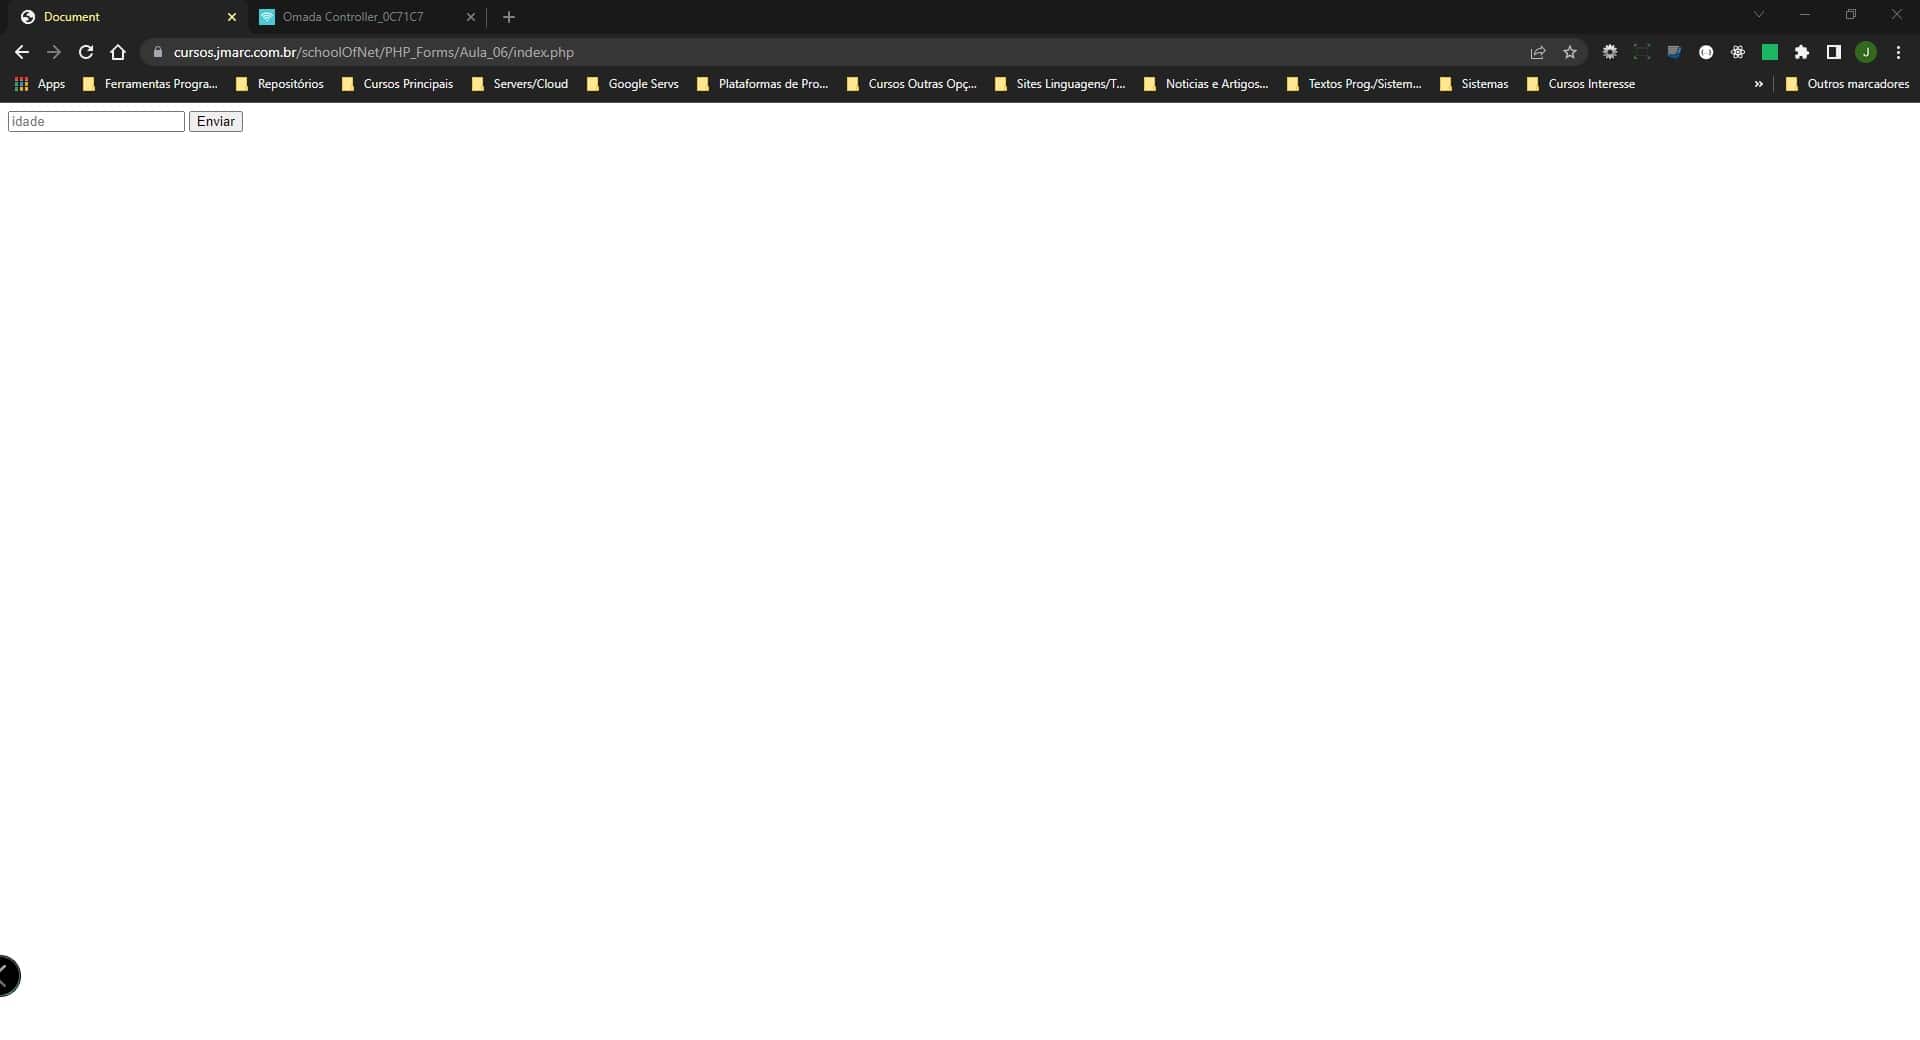 Document
Omada Controller_0C71C7
cursos.jmarc.com.br/schoolOfNet/PHP_Forms/Aula_06/index.php
J
Apps Ferramentas Progra... Repositórios Cursos Principais Servers/Cloud Google Servs Plataformas de Pro... Cursos Outras Opç... Sites Linguagens/T... Noticias e Artigos... Textos Prog./Sistem... Sistemas Cursos Interesse » Outros marcadores
idade Enviar